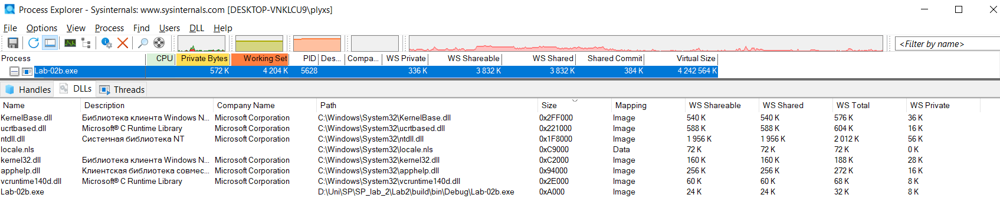 Process Explorer - Sysinternals: www.sysinternals.com [DESKTOP-VNKLCU9\plyxs]
File Options View Process Find Users DLL Help
<Filter by name>
Process CPU Private Bytes Working Set PID Des... Compa... WS Private WS Shareable WS Shared Shared Commit Virtual Size
Lab-02b.exe 572 K 4 204 K 5628 336 K 3 832 K 3 832 K 384 K 4 242 564 K
Handles DLLs Threads
Name Description Company Name Path Size Mapping WS Shareable WS Shared WS Total WS Private
KernelBase.dll Библиотека клиента Windows N... Microsoft Corporation C:\Windows\System32\KernelBase.dll 0x2FF000 Image 540 K 540 K 576 K 36 K
ucrtbased.dll Microsoft® C Runtime Library Microsoft Corporation C:\Windows\System32\ucrtbased.dll 0x221000 Image 588 K 588 K 604 K 16 K
ntdll.dll Системная библиотека NT Microsoft Corporation C:\Windows\System32\ntdll.dll 0x1F8000 Image 1 956 K 1 956 K 2 012 K 56 K
locale.nls C:\Windows\System32\locale.nls 0xC9000 Data 72 K 72 K 72 K 0 K
kernel32.dll Библиотека клиента Windows N... Microsoft Corporation C:\Windows\System32\kernel32.dll 0xC2000 Image 160 K 160 K 188 K 28 K
apphelp.dll Клиентская библиотека совмес... Microsoft Corporation C:\Windows\System32\apphelp.dll 0x94000 Image 256 K 256 K 272 K 16 K
vcruntime140d.dll Microsoft® C Runtime Library Microsoft Corporation C:\Windows\System32\vcruntime140d.dll 0x2E000 Image 60 K 60 K 68 K 8 K
Lab-02b.exe D:\Uni\SP\SP_lab_2\Lab2\build\bin\Debug\Lab-02b.exe 0xA000 Image 24 K 24 K 32 K 8 K